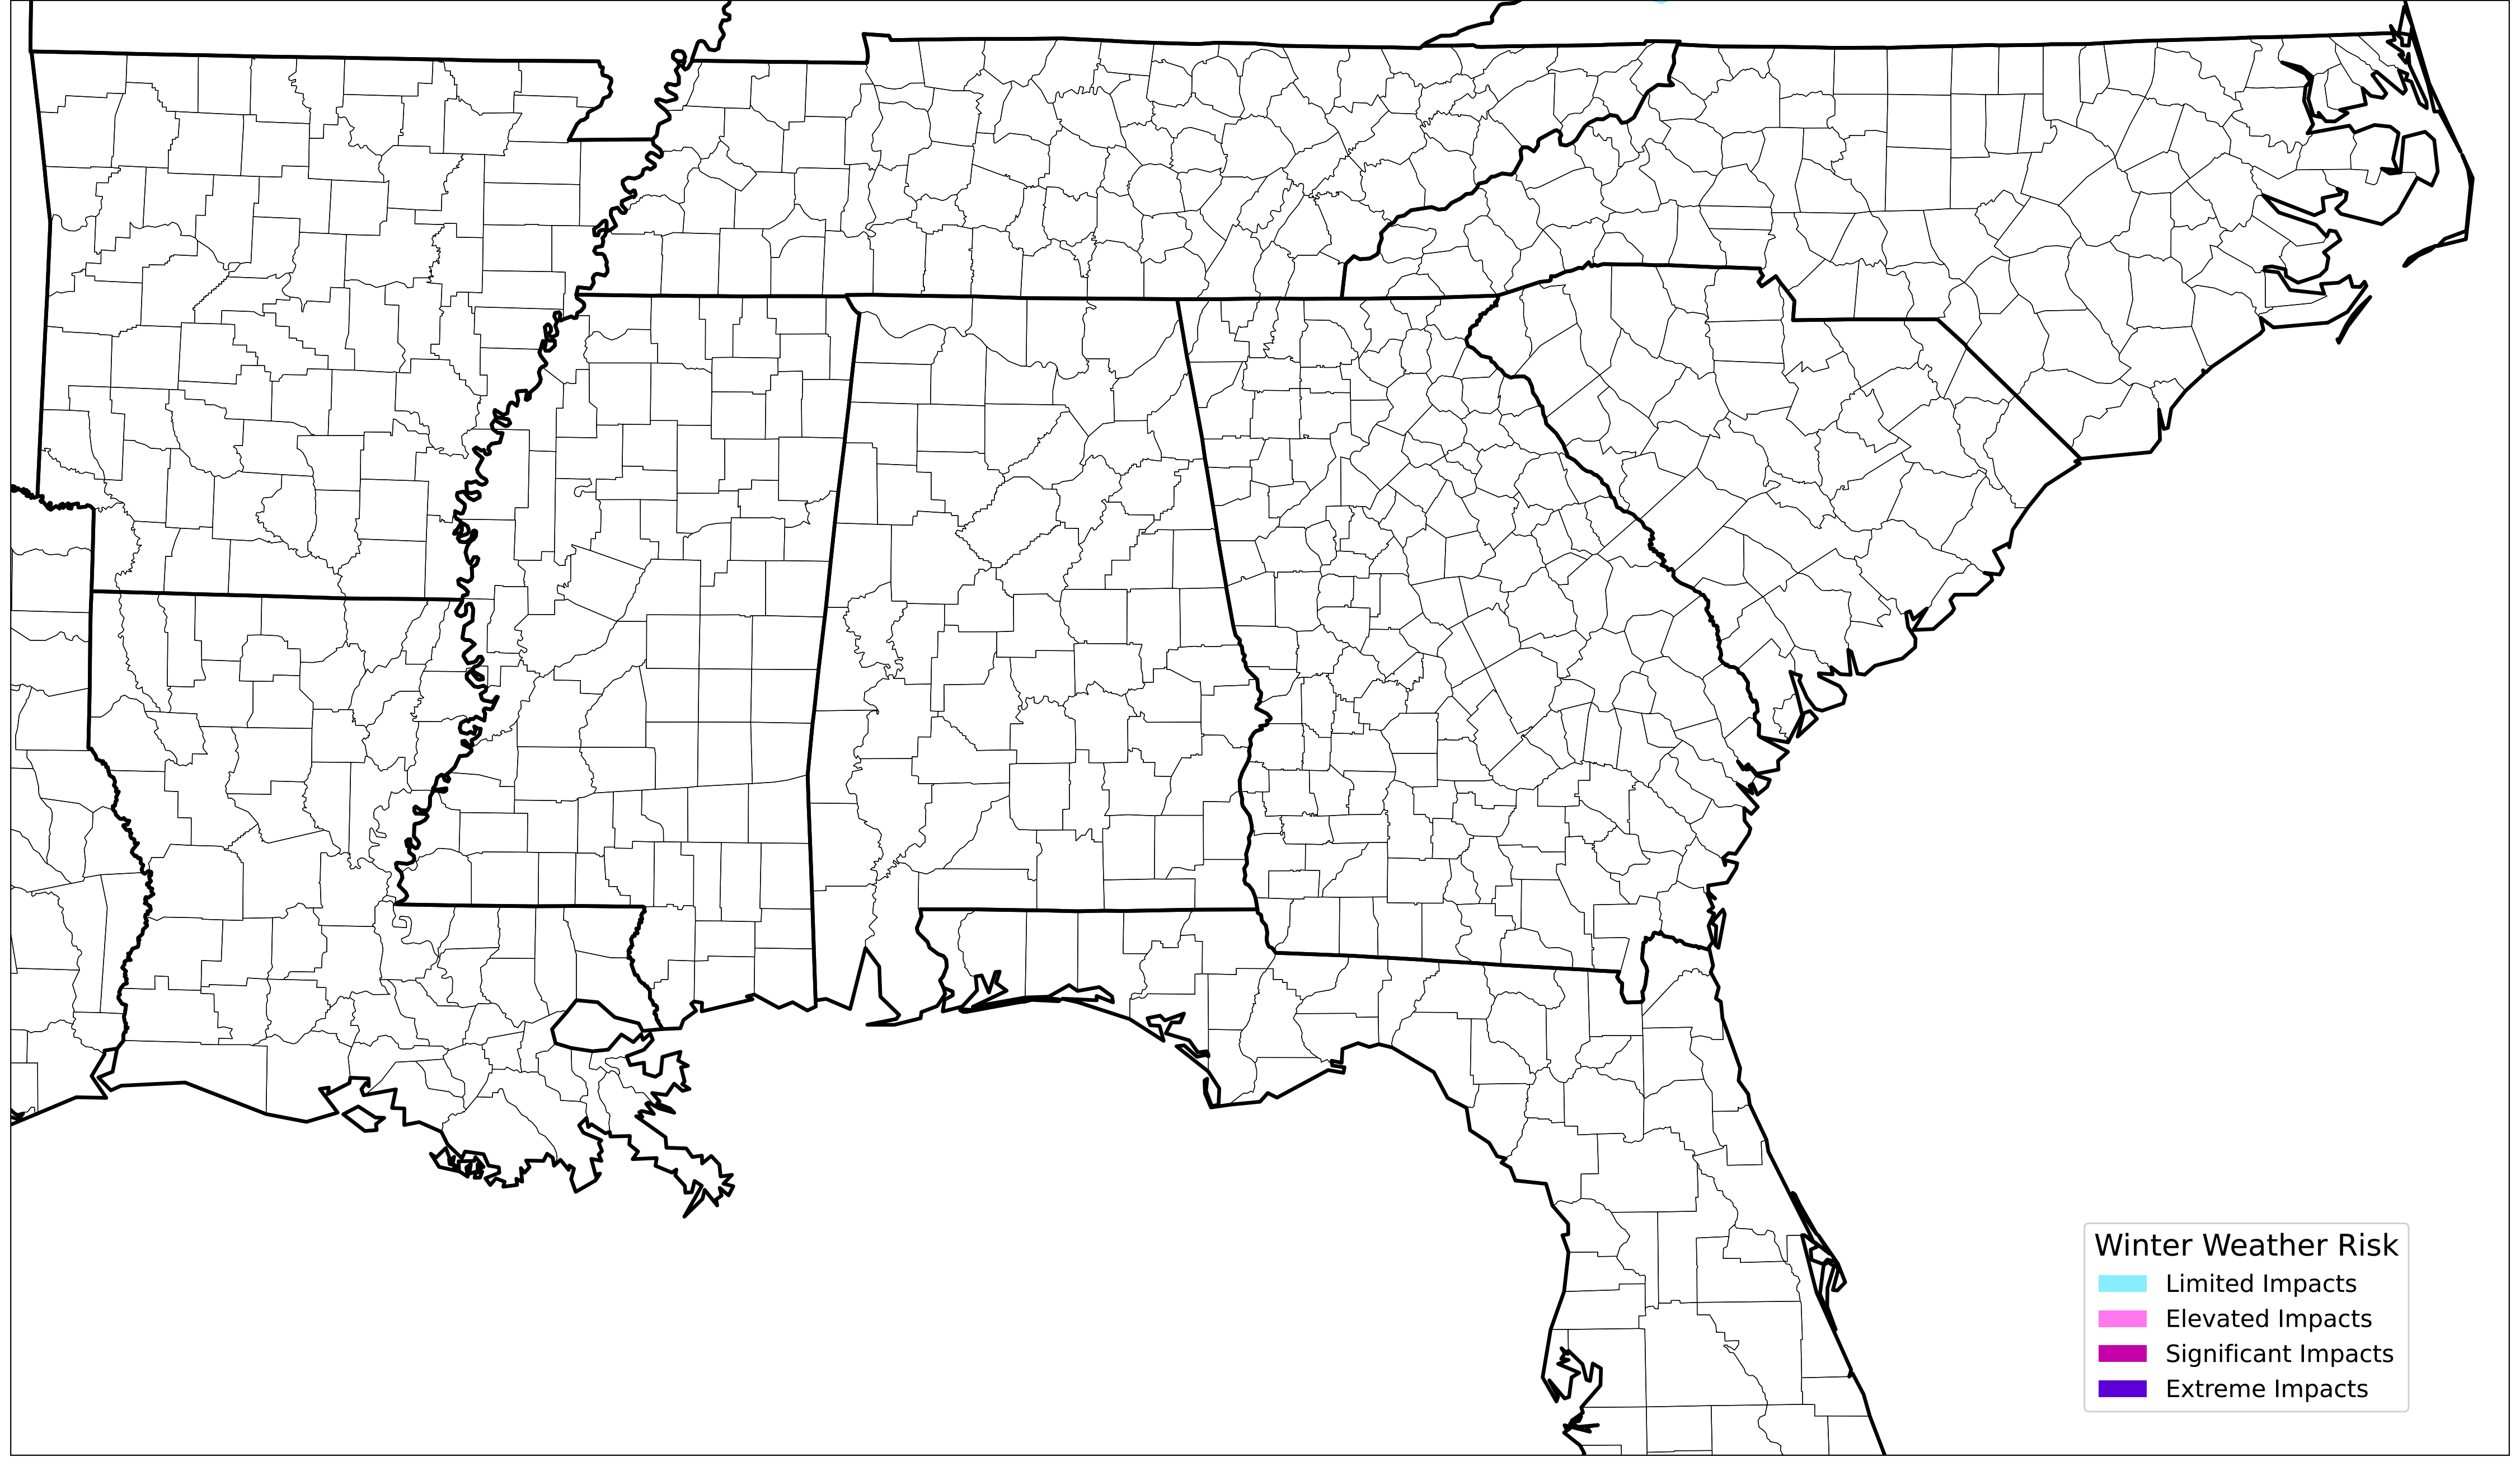 Winter Weather Risk
Limited Impacts
Elevated Impacts
Significant Impacts
Extreme Impacts